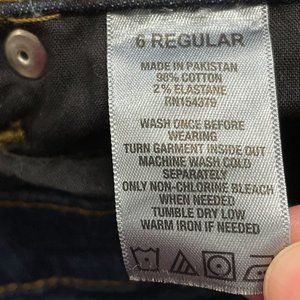 6 REGULAR
MADE IN PAKISTAN
98% COTTON
2% ELASTANE
RN154379
WASH ONCE BEFORE
WEARING
TURN GARMENT INSIDE OUT
MACHINE WASH COLD
SEPARATELY
ONLY NON-CHLORINE BLEACH
WHEN NEEDED
TUMBLE DRY LOW
WARM IRON IF NEEDED